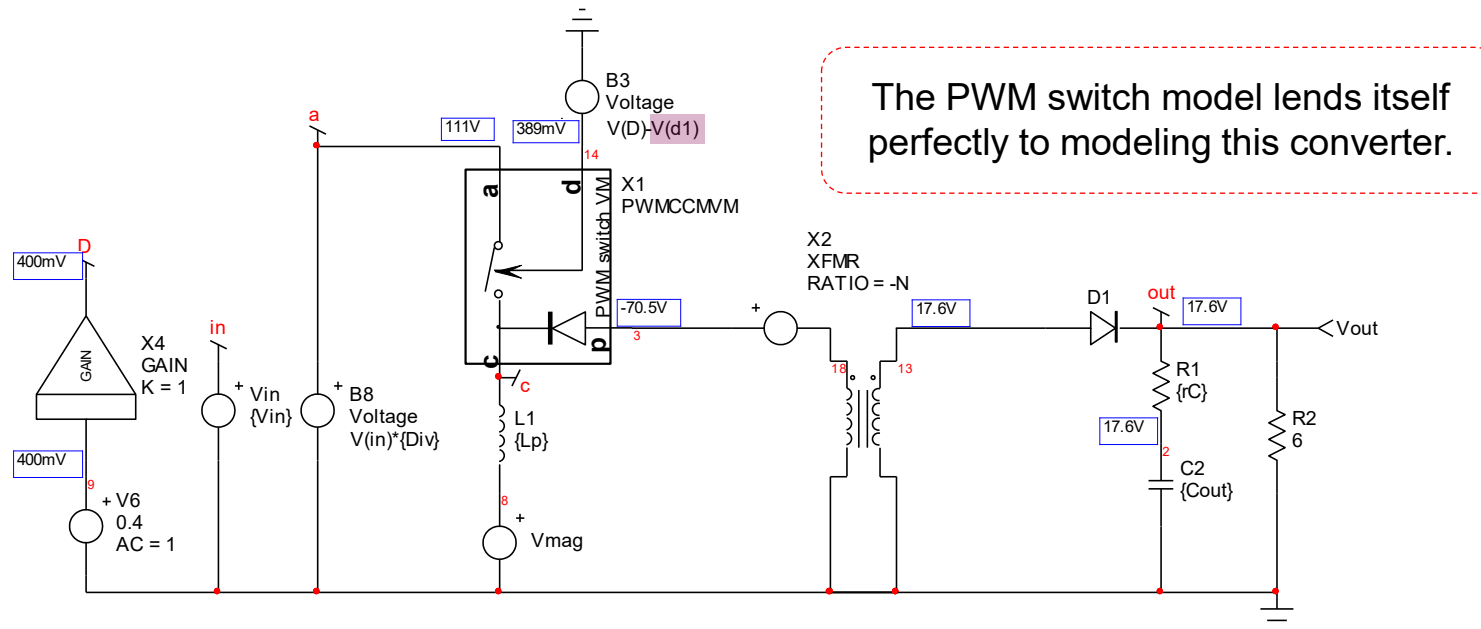 The PWM switch model lends itself
perfectly to modeling this converter.
B3
Voltage
V(D)-V(d1)
a
111V
389mV
14
a
d
X1
PWMCCMVM
PWM switch VM
p
c
X2
XFMR
RATIO = -N
D
400mV
in
X4
GAIN
K = 1
GAIN
-70.5V
3
+
17.6V
D1
out
17.6V
Vout
18
13
R1
{rC}
+
Vin
{Vin}
+
B8
Voltage
V(in)*{Div}
c
L1
{Lp}
17.6V
2
R2
6
400mV
9
C2
{Cout}
+
V6
0.4
AC = 1
8
+
Vmag